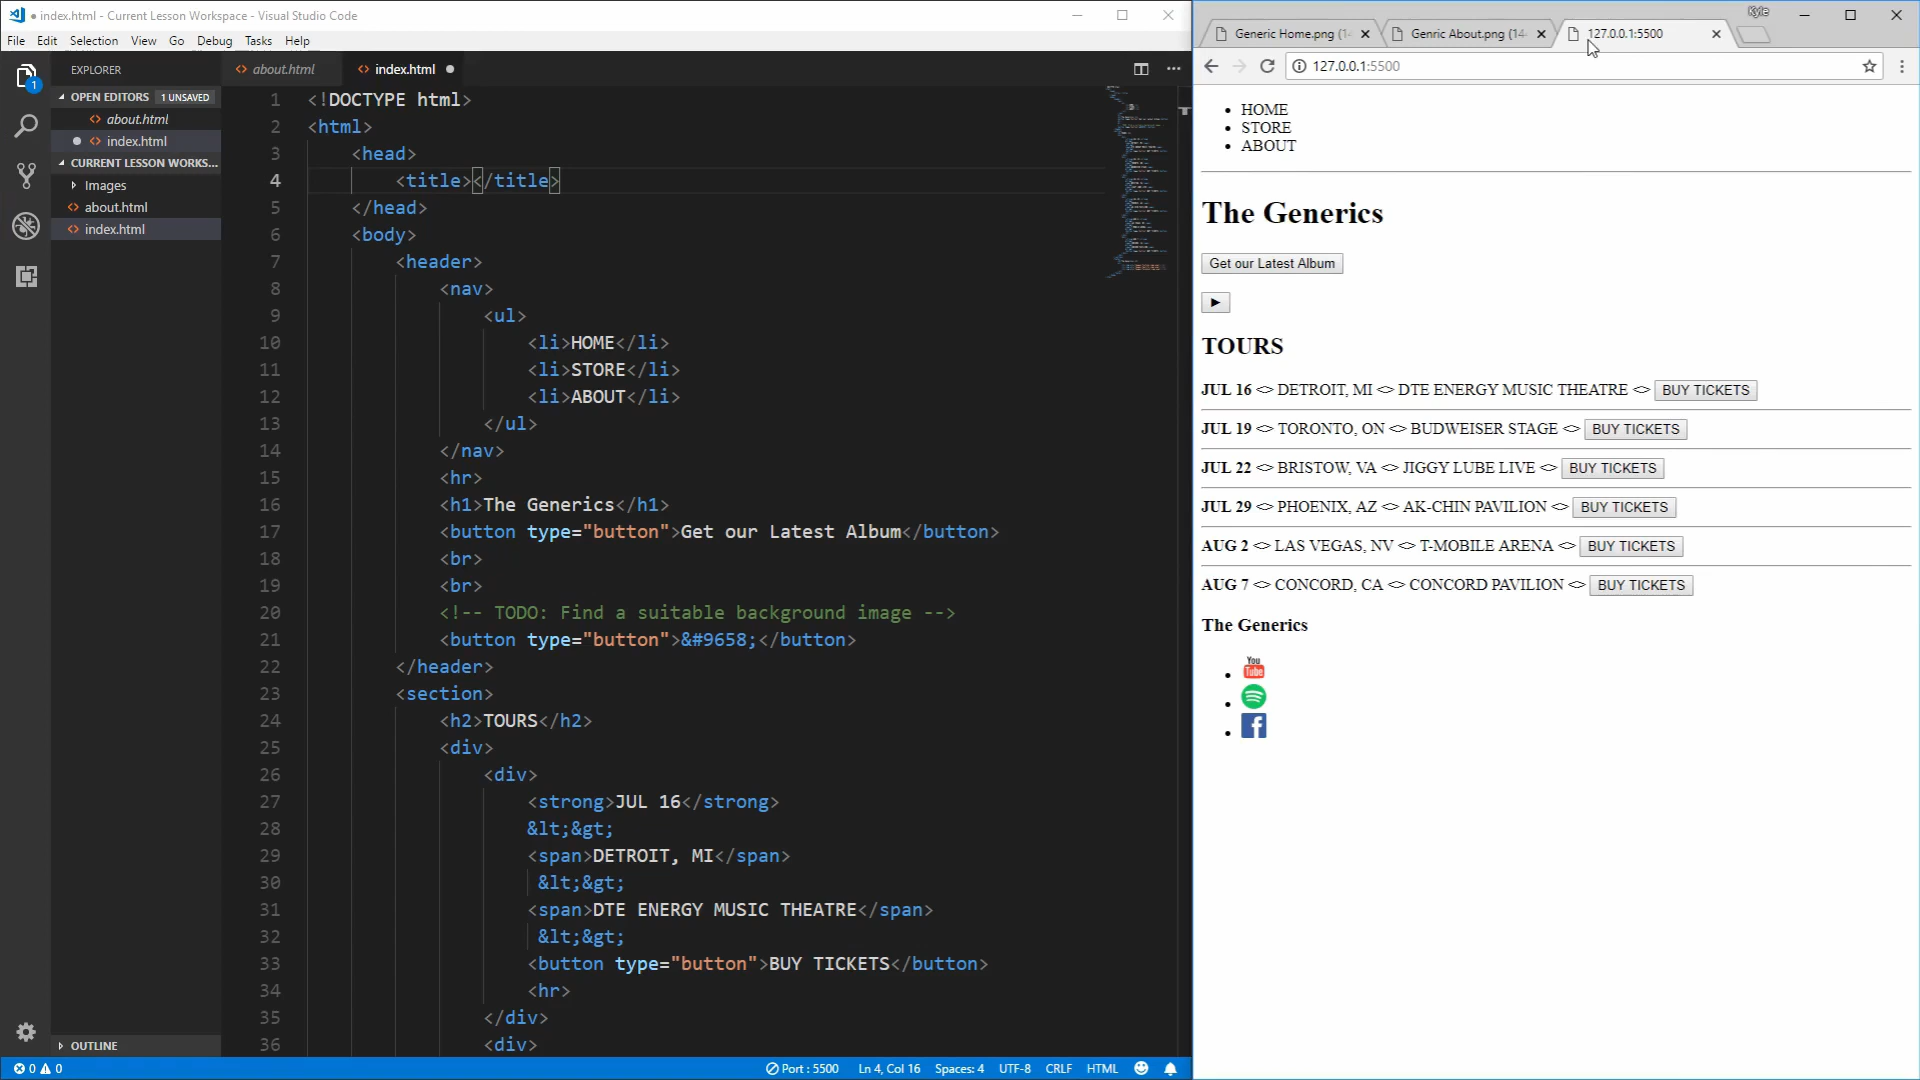 index.html - Current Lesson Workspace - Visual Studio Code
File Edit Selection View Go Debug Tasks Help
EXPLORER
OPEN EDITORS 1 UNSAVED
about.html
index.html
CURRENT LESSON WORKS...
Images
about.html
index.html
OUTLINE
1
about.html
index.html
1 <!DOCTYPE html>
2 <html>
3 <head>
4 <title></title>
5 </head>
6 <body>
7 <header>
8 <nav>
9 <ul>
10 <li>HOME</li>
11 <li>STORE</li>
12 <li>ABOUT</li>
13 </ul>
14 </nav>
15 <hr>
16 <h1>The Generics</h1>
17 <button type="button">Get our Latest Album</button>
18 <br>
19 <br>
20 <!-- TODO: Find a suitable background image -->
21 <button type="button">&#9658;</button>
22 </header>
23 <section>
24 <h2>TOURS</h2>
25 <div>
26 <div>
27 <strong>JUL 16</strong>
28 &lt;&gt;
29 <span>DETROIT, MI</span>
30 &lt;&gt;
31 <span>DTE ENERGY MUSIC THEATRE</span>
32 &lt;&gt;
33 <button type="button">BUY TICKETS</button>
34 <hr>
35 </div>
36 <div>
0 0 Port : 5500 Ln 4, Col 16 Spaces: 4 UTF-8 CRLF HTML
Kyle
Generic Home.png (14 Genric About.png (14 127.0.0.1:5500
127.0.0.1:5500
HOME
STORE
ABOUT
The Generics
Get our Latest Album
TOURS
JUL 16 <> DETROIT, MI <> DTE ENERGY MUSIC THEATRE <> BUY TICKETS
JUL 19 <> TORONTO, ON <> BUDWEISER STAGE <> BUY TICKETS
JUL 22 <> BRISTOW, VA <> JIGGY LUBE LIVE <> BUY TICKETS
JUL 29 <> PHOENIX, AZ <> AK-CHIN PAVILION <> BUY TICKETS
AUG 2 <> LAS VEGAS, NV <> T-MOBILE ARENA <> BUY TICKETS
AUG 7 <> CONCORD, CA <> CONCORD PAVILION <> BUY TICKETS
The Generics
You
Tube